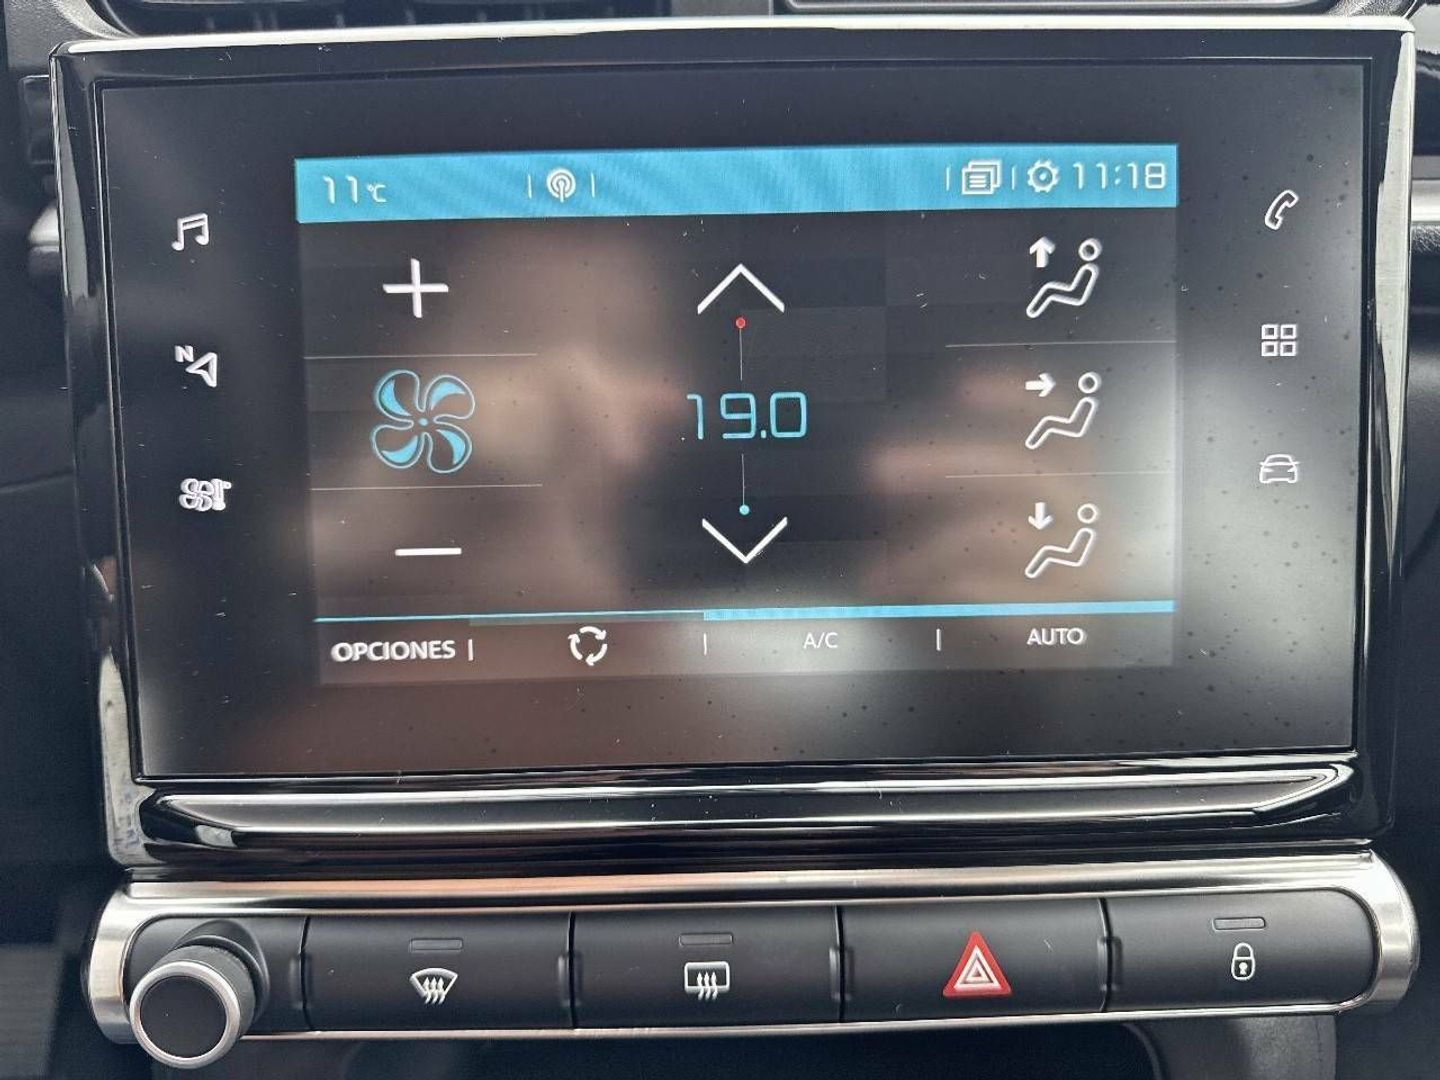 11°C
11:18
N
19.0
OPCIONES
A/C
AUTO